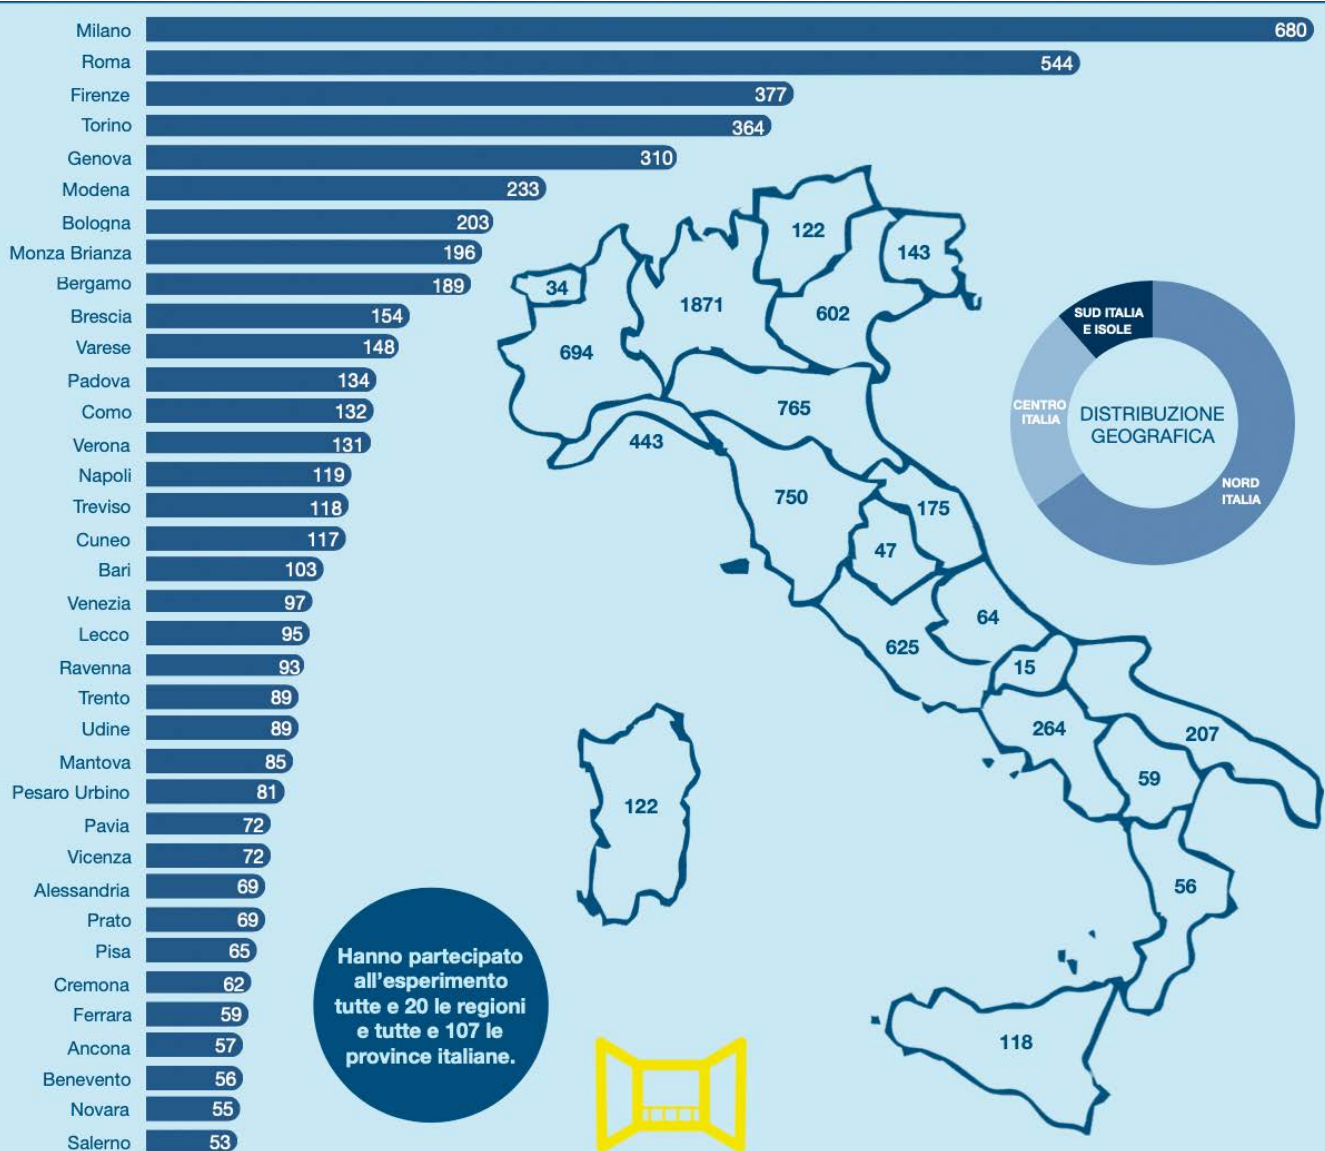 Milano 680
Roma 544
Firenze 377
Torino 364
Genova 310
Modena 233
Bologna 203
Monza Brianza 196
Bergamo 189
Brescia 154
Varese 148
Padova 134
Como 132
Verona 131
Napoli 119
Treviso 118
Cuneo 117
Bari 103
Venezia 97
Lecco 95
Ravenna 93
Trento 89
Udine 89
Mantova 85
Pesaro Urbino 81
Pavia 72
Vicenza 72
Alessandria 69
Prato 69
Pisa 65
Cremona 62
Ferrara 59
Ancona 57
Benevento 56
Novara 55
Salerno 53
122
143
34
1871
602
694
765
443
750
175
47
64
625
15
264
207
59
122
56
118
SUD ITALIA
E ISOLE
CENTRO
ITALIA
DISTRIBUZIONE
GEOGRAFICA
NORD
ITALIA
Hanno partecipato
all'esperimento
tutte e 20 le regioni
e tutte e 107 le
province italiane.